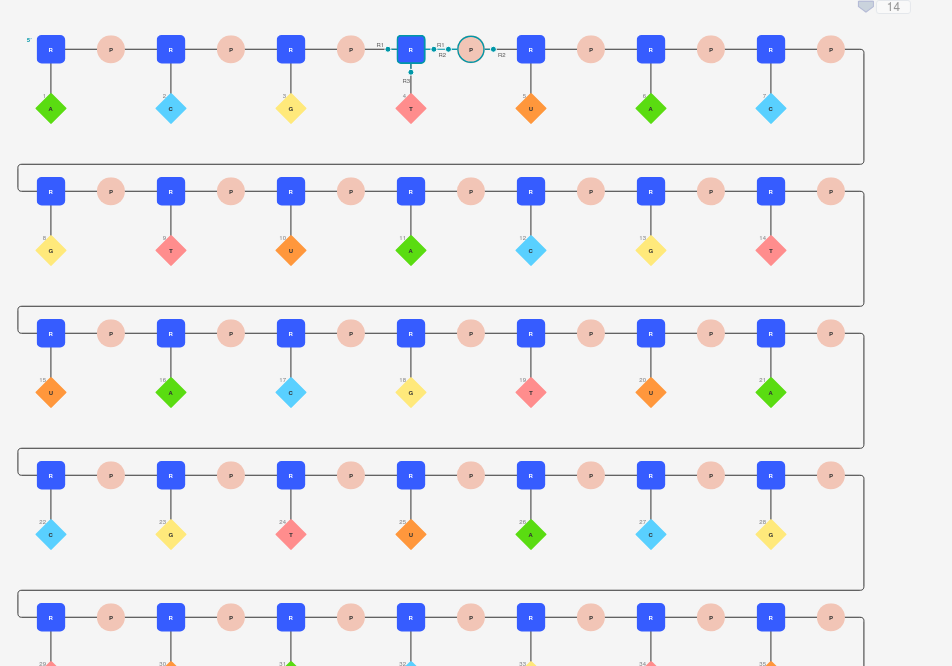 14
5'
R P R P R P R1 R R1 R2 P R2 R P R P R P
R3
1 2 3 4 5 6 7
A C G T U A C
R P R P R P R P R P R P R P
8 9 10 11 12 13 14
G T U A C G T
R P R P R P R P R P R P R P
15 16 17 18 19 20 21
U A C G T U A
R P R P R P R P R P R P R P
22 23 24 25 26 27 28
C G T U A C G
R P R P R P R P R P R P R P
29 30 31 32 33 34 35